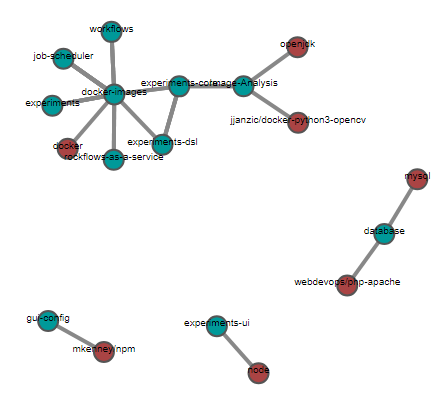 workflows
openjdk
job-scheduler
experiments-core
Image-Analysis
docker-images
experiments
jjanzic/docker-python3-opencv
docker
experiments-dsl
rockflows-as-a-service
mysql
database
webdevops/php-apache
gui-config
experiments-ui
mkenney/npm
node